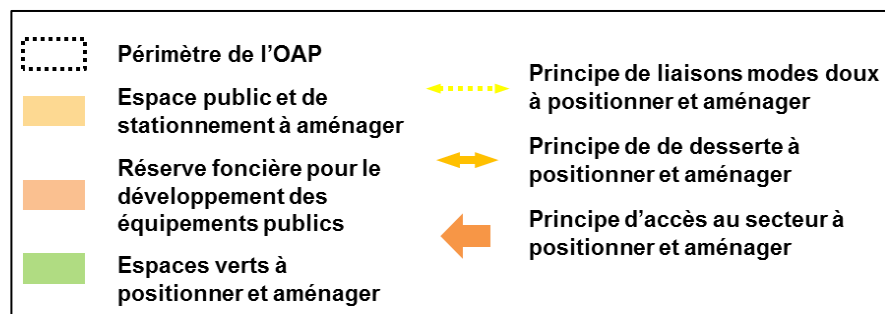 Périmètre de l’OAP
Espace public et de
stationnement à aménager
Réserve foncière pour le
développement des
équipements publics
Espaces verts à
positionner et aménager
Principe de liaisons modes doux
à positionner et aménager
Principe de de desserte à
positionner et aménager
Principe d’accès au secteur à
positionner et aménager